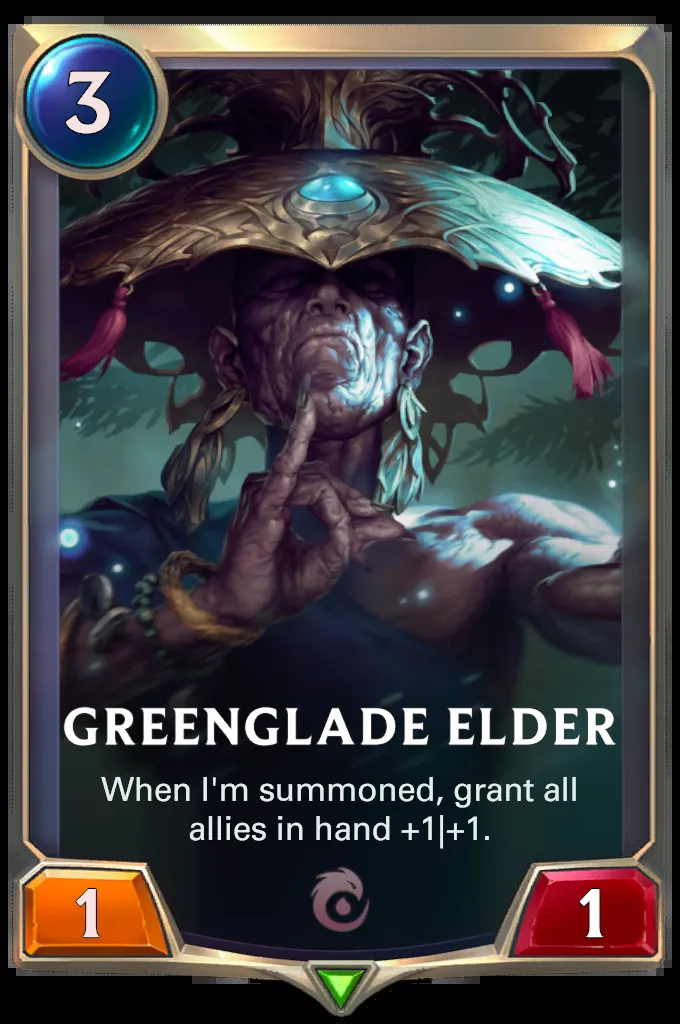 3
GREENGLADE ELDER
When I'm summoned, grant all
allies in hand +1|+1.
1
1